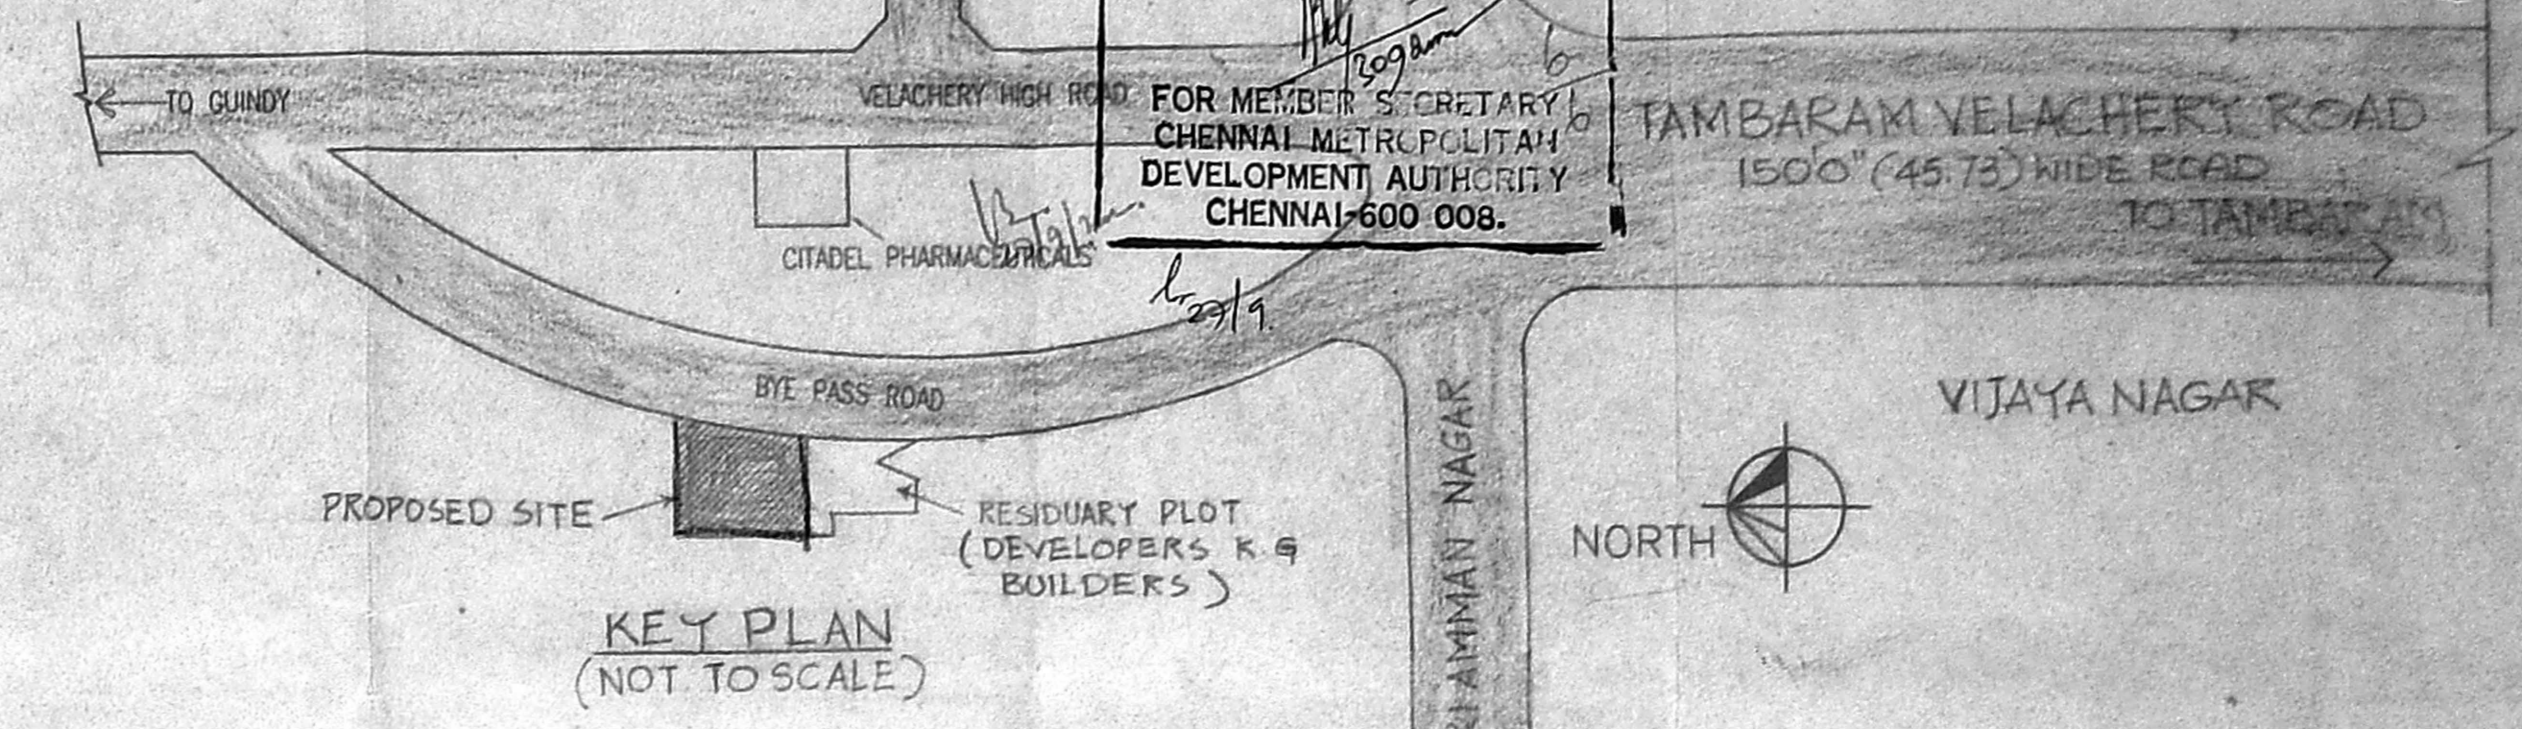 TO GUINDY
VELACHERY HIGH ROAD
FOR MEMBER SECRETARY
CHENNAI METROPOLITAN
DEVELOPMENT AUTHORITY
CHENNAI-600 008.
TAMBARAM VELACHERY ROAD
150'0" (45.73) WIDE ROAD
TO TAMBARAM
CITADEL PHARMACEUTICALS
27/9.
BYE PASS ROAD
VIJAYA NAGAR
PROPOSED SITE
RESIDUARY PLOT
(DEVELOPERS K.G
BUILDERS)
NORTH
AMMAN NAGAR
KEY PLAN
(NOT TO SCALE)